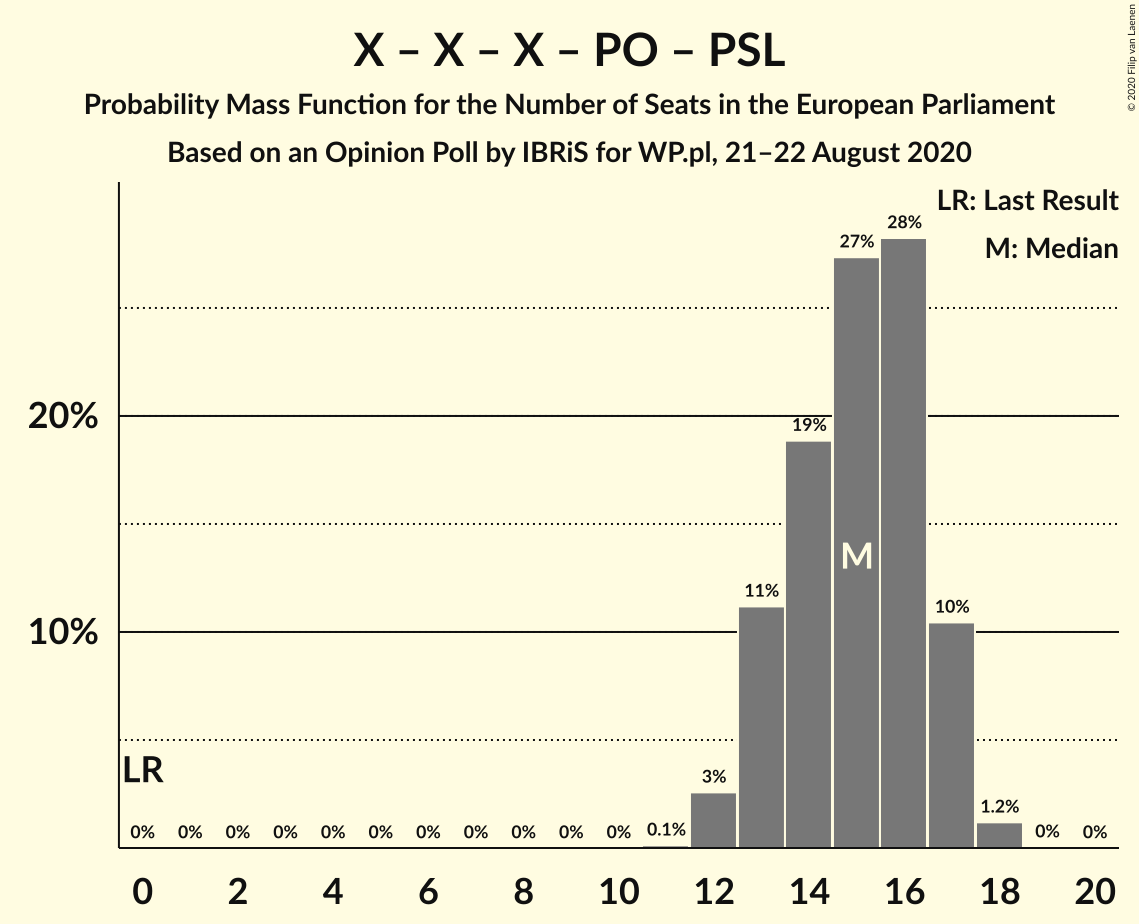 X – X – X – PO – PSL
Probability Mass Function for the Number of Seats in the European Parliament
Based on an Opinion Poll by IBRiS for WP.pl, 21–22 August 2020
© 2020 Filip van Laenen
LR: Last Result
M: Median
20%
10%
LR
M
0% 0% 0% 0% 0% 0% 0% 0% 0% 0% 0% 0.1% 3% 11% 19% 27% 28% 10% 1.2% 0% 0%
0 2 4 6 8 10 12 14 16 18 20